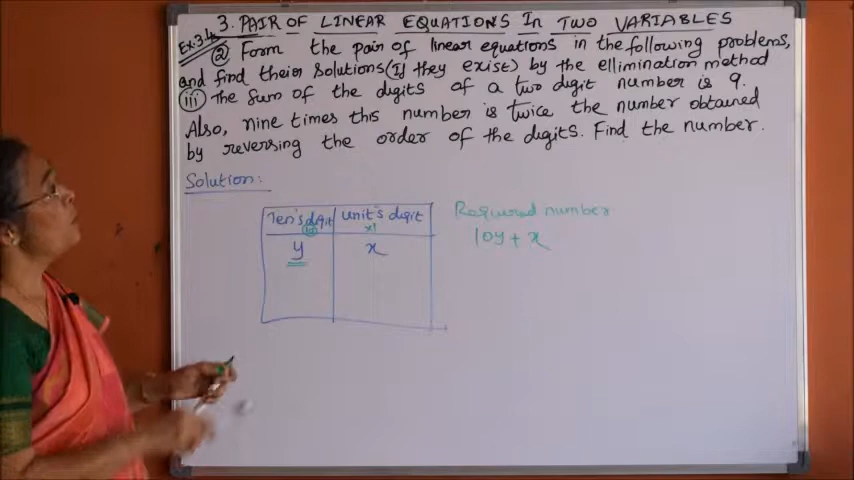 3. PAIR OF LINEAR EQUATIONS In TWO VARIABLES
Ex:3.4 ② Form the pair of linear equations in the following problems,
and find their solutions (If they exist) by the ellimination method
(iii) The sum of the digits of a two digit number is 9.
Also, nine times this number is twice the number obtained
by reversing the order of the digits. Find the number.
Solution:
Ten's digit Unit's digit Required number
10 x1
y x 10y + x